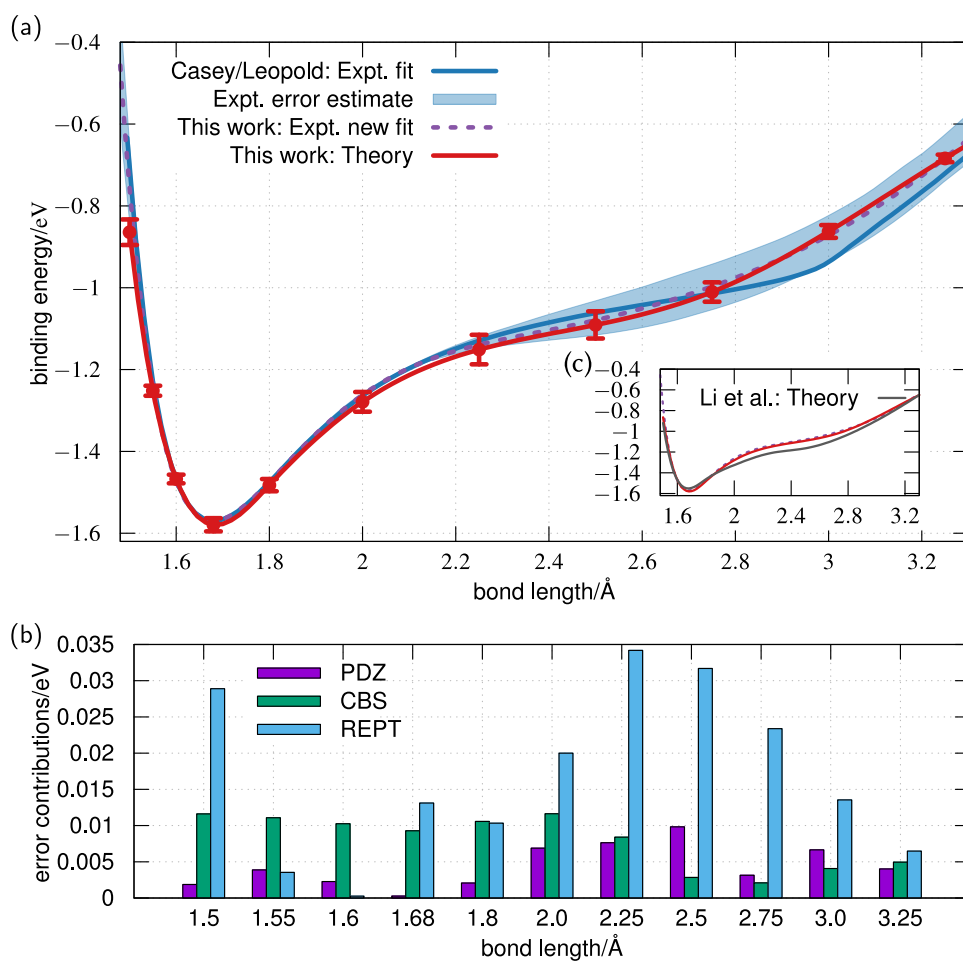 (a)
Casey/Leopold: Expt. fit
Expt. error estimate
This work: Expt. new fit
This work: Theory
binding energy/eV
−0.4
−0.6
−0.8
−1
−1.2
−1.4
−1.6
1.6 1.8 2 2.2 2.4 2.6 2.8 3 3.2
bond length/Å
(c)
Li et al.: Theory
−0.4
−0.6
−0.8
−1
−1.2
−1.4
−1.6
1.6 2 2.4 2.8 3.2
(b)
PDZ
CBS
REPT
error contributions/eV
0.035
0.03
0.025
0.02
0.015
0.01
0.005
0
1.5 1.55 1.6 1.68 1.8 2.0 2.25 2.5 2.75 3.0 3.25
bond length/Å